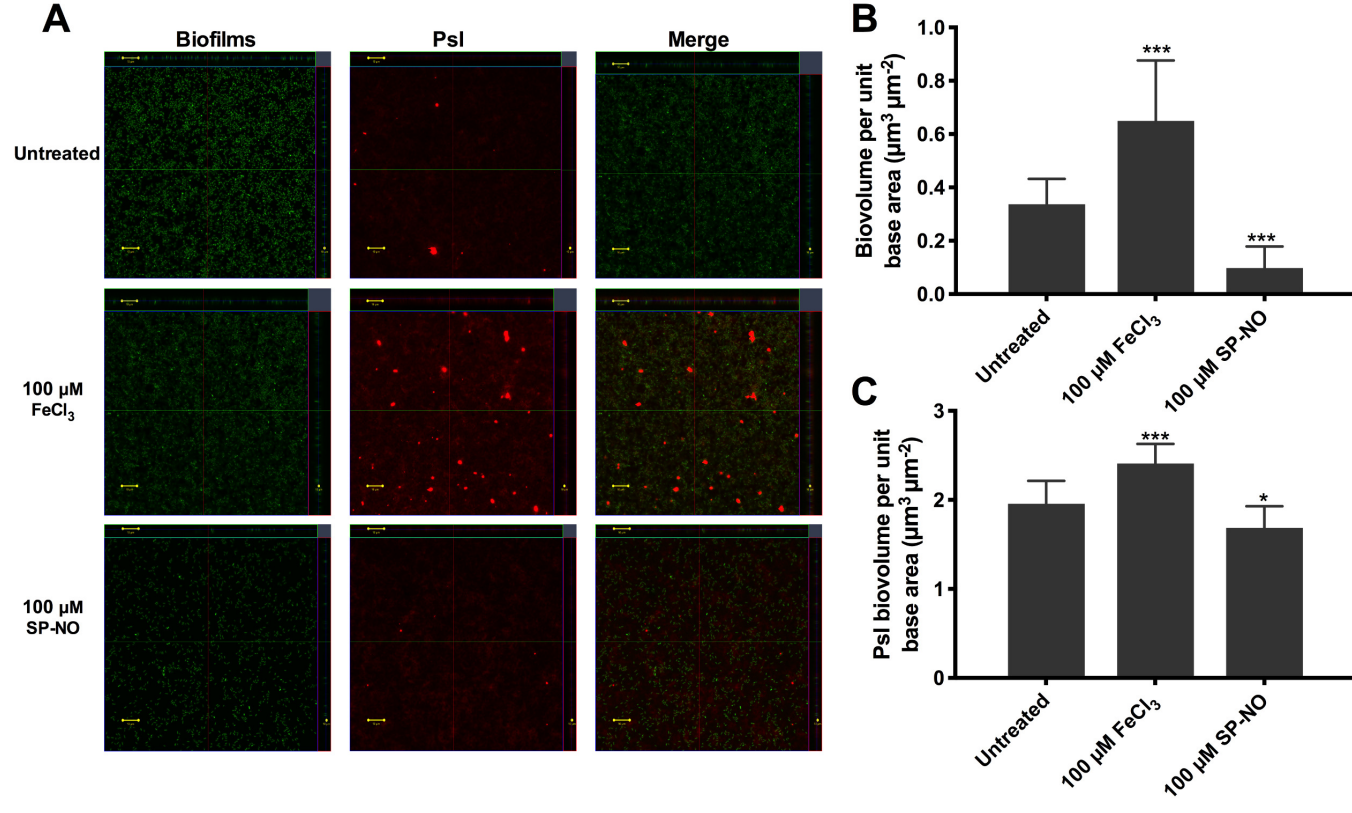 A
Biofilms
Psl
Merge
Untreated
100 µM
FeCl₃
100 µM
SP-NO
B
Biovolume per unit
base area (µm³ µm⁻²)
1.0
0.8
0.6
0.4
0.2
0.0
***
***
Untreated
100 µM FeCl₃
100 µM SP-NO
C
Psl biovolume per unit
base area (µm³ µm⁻²)
3
2
1
0
***
*
Untreated
100 µM FeCl₃
100 µM SP-NO